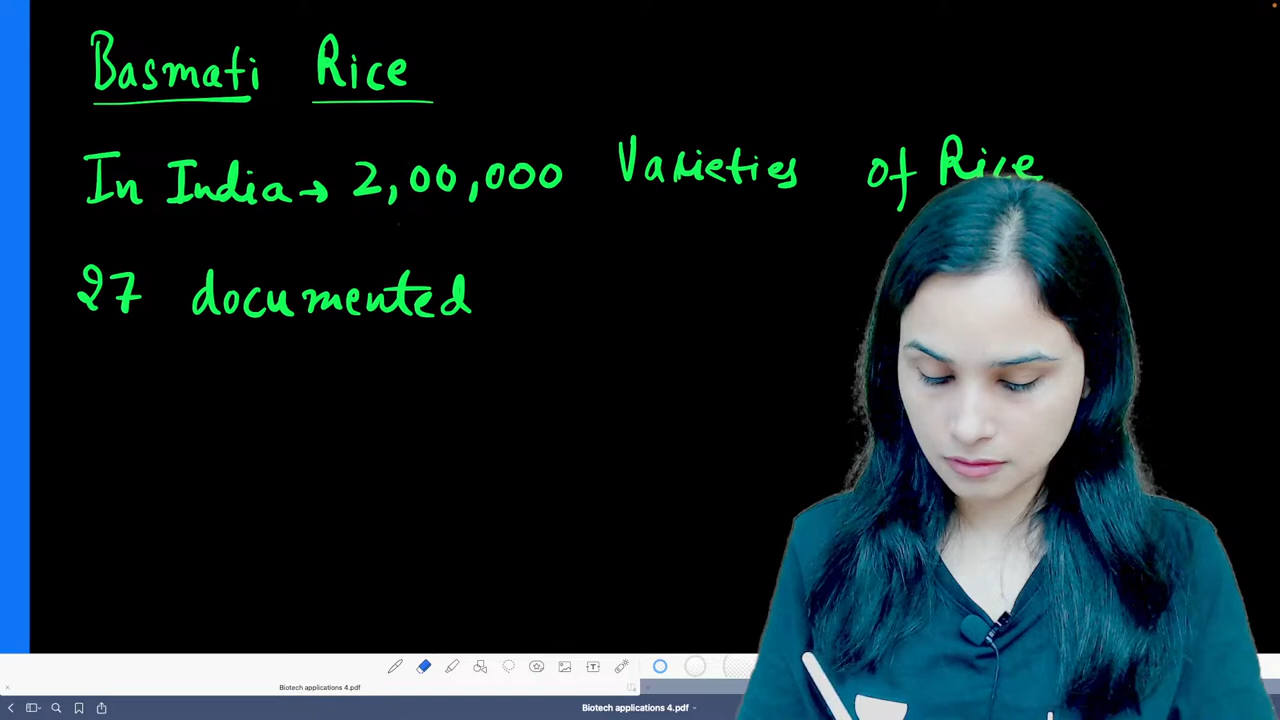 Basmati Rice
In India → 2,00,000 Varieties of Rice
27 documented
Biotech applications 4.pdf
Biotech applications 4.pdf